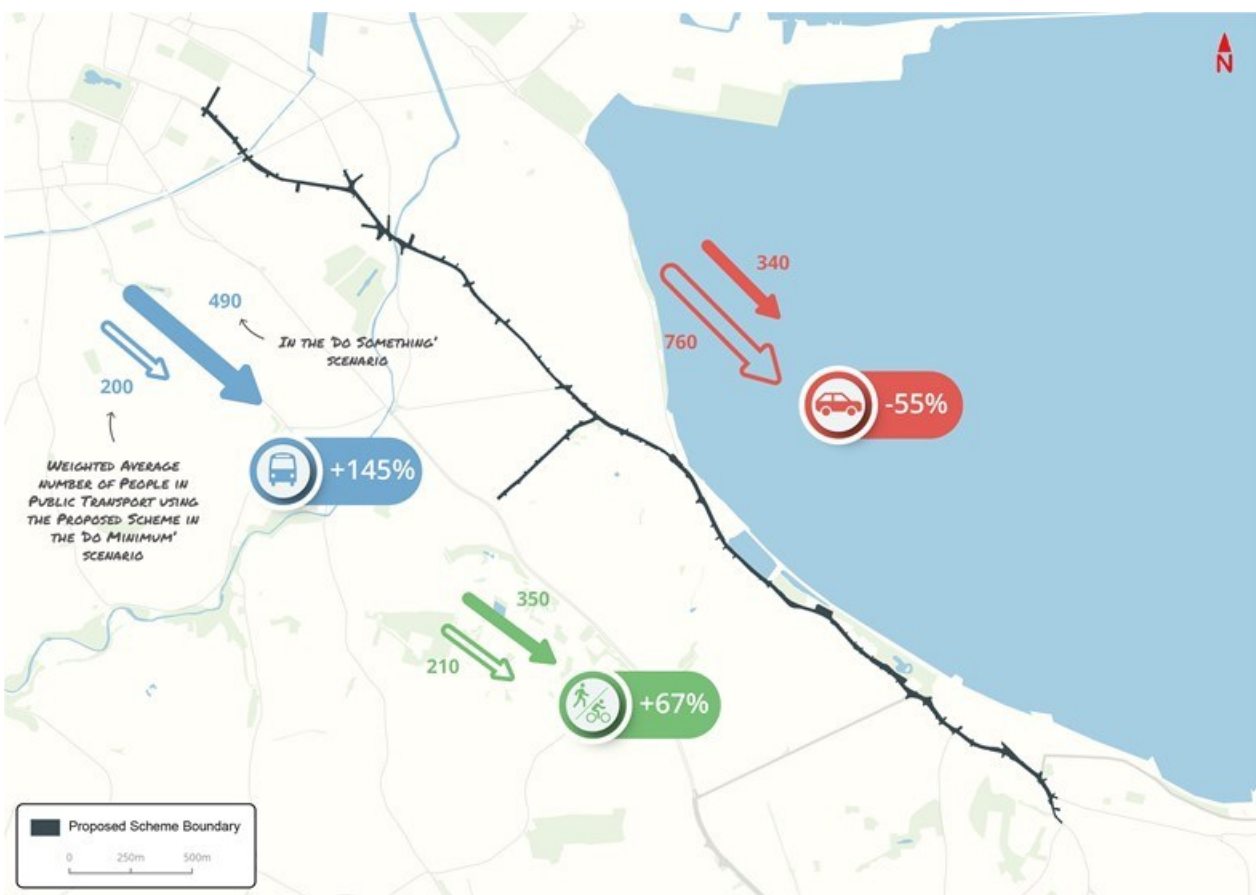 N
340
760
-55%
490
IN THE 'DO SOMETHING'
SCENARIO
200
WEIGHTED AVERAGE
NUMBER OF PEOPLE IN
PUBLIC TRANSPORT USING
THE PROPOSED SCHEME IN
THE 'DO MINIMUM'
SCENARIO
+145%
350
210
+67%
Proposed Scheme Boundary
0 250m 500m